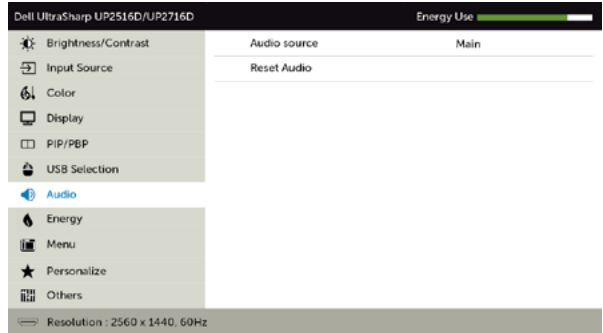 Dell UltraSharp UP2516D/UP2716D Energy Use
Brightness/Contrast Audio source Main
Input Source Reset Audio
Color
Display
PIP/PBP
USB Selection
Audio
Energy
Menu
Personalize
Others
Resolution : 2560 x 1440, 60Hz